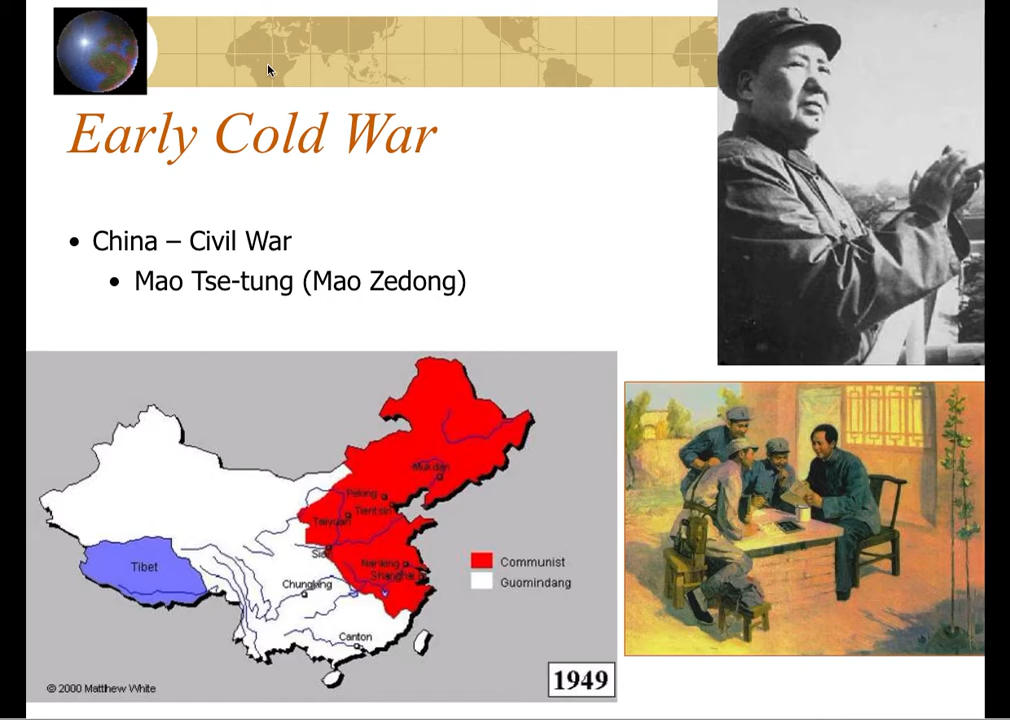 Early Cold War
• China – Civil War
• Mao Tse-tung (Mao Zedong)
Mukden
Peking
Tientsin
Taiyuan
Sian
Nanking
Shanghai
Tibet
Chungking
Canton
Communist
Guomindang
© 2000 Matthew White
1949